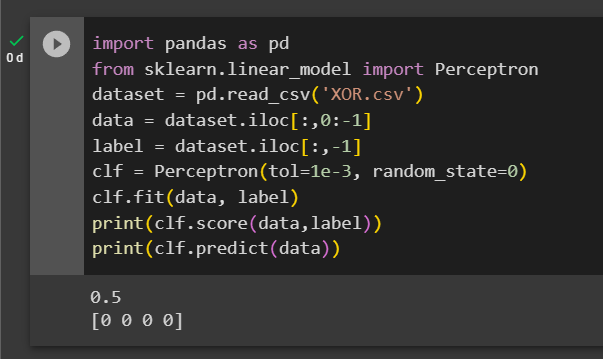 0 d
import pandas as pd
from sklearn.linear_model import Perceptron
dataset = pd.read_csv('XOR.csv')
data = dataset.iloc[:,0:-1]
label = dataset.iloc[:,-1]
clf = Perceptron(tol=1e-3, random_state=0)
clf.fit(data, label)
print(clf.score(data,label))
print(clf.predict(data))
0.5
[0 0 0 0]